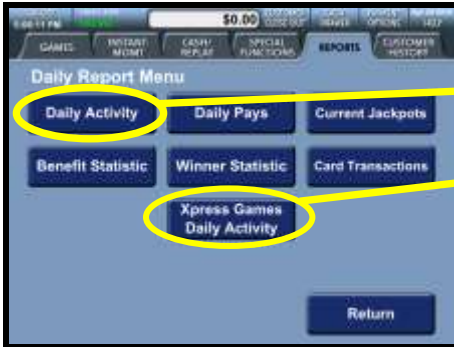 $0.00
GAMES INSTANT MGMT CASH/ REPLAY SPECIAL FUNCTIONS REPORTS CUSTOMER HISTORY
Daily Report Menu
Daily Activity Daily Pays Current Jackpots
Benefit Statistic Winner Statistic Card Transactions
Xpress Games
Daily Activity
Return